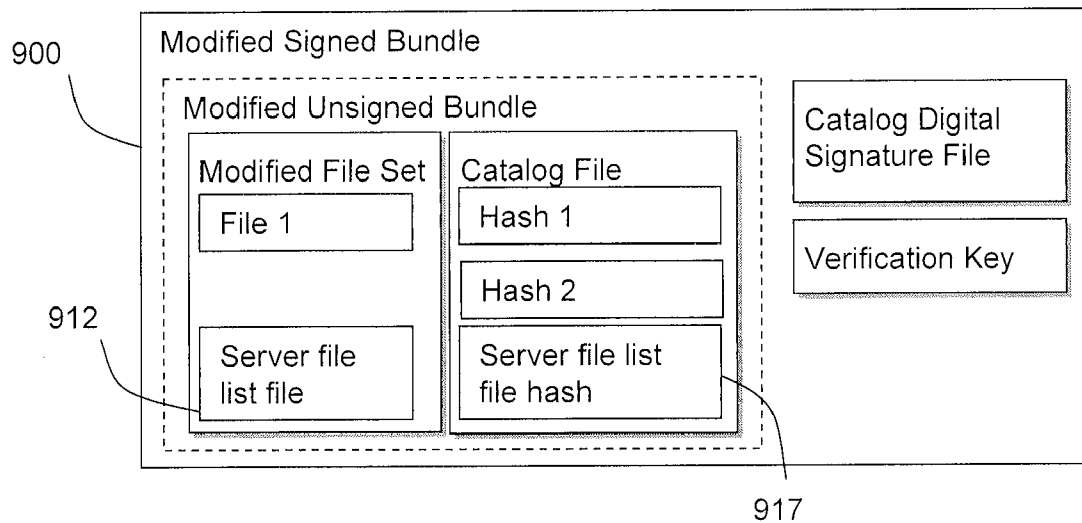 900
Modified Signed Bundle
Modified Unsigned Bundle
Modified File Set
File 1
912
Server file
list file
Catalog File
Hash 1
Hash 2
Server file list
file hash
917
Catalog Digital
Signature File
Verification Key